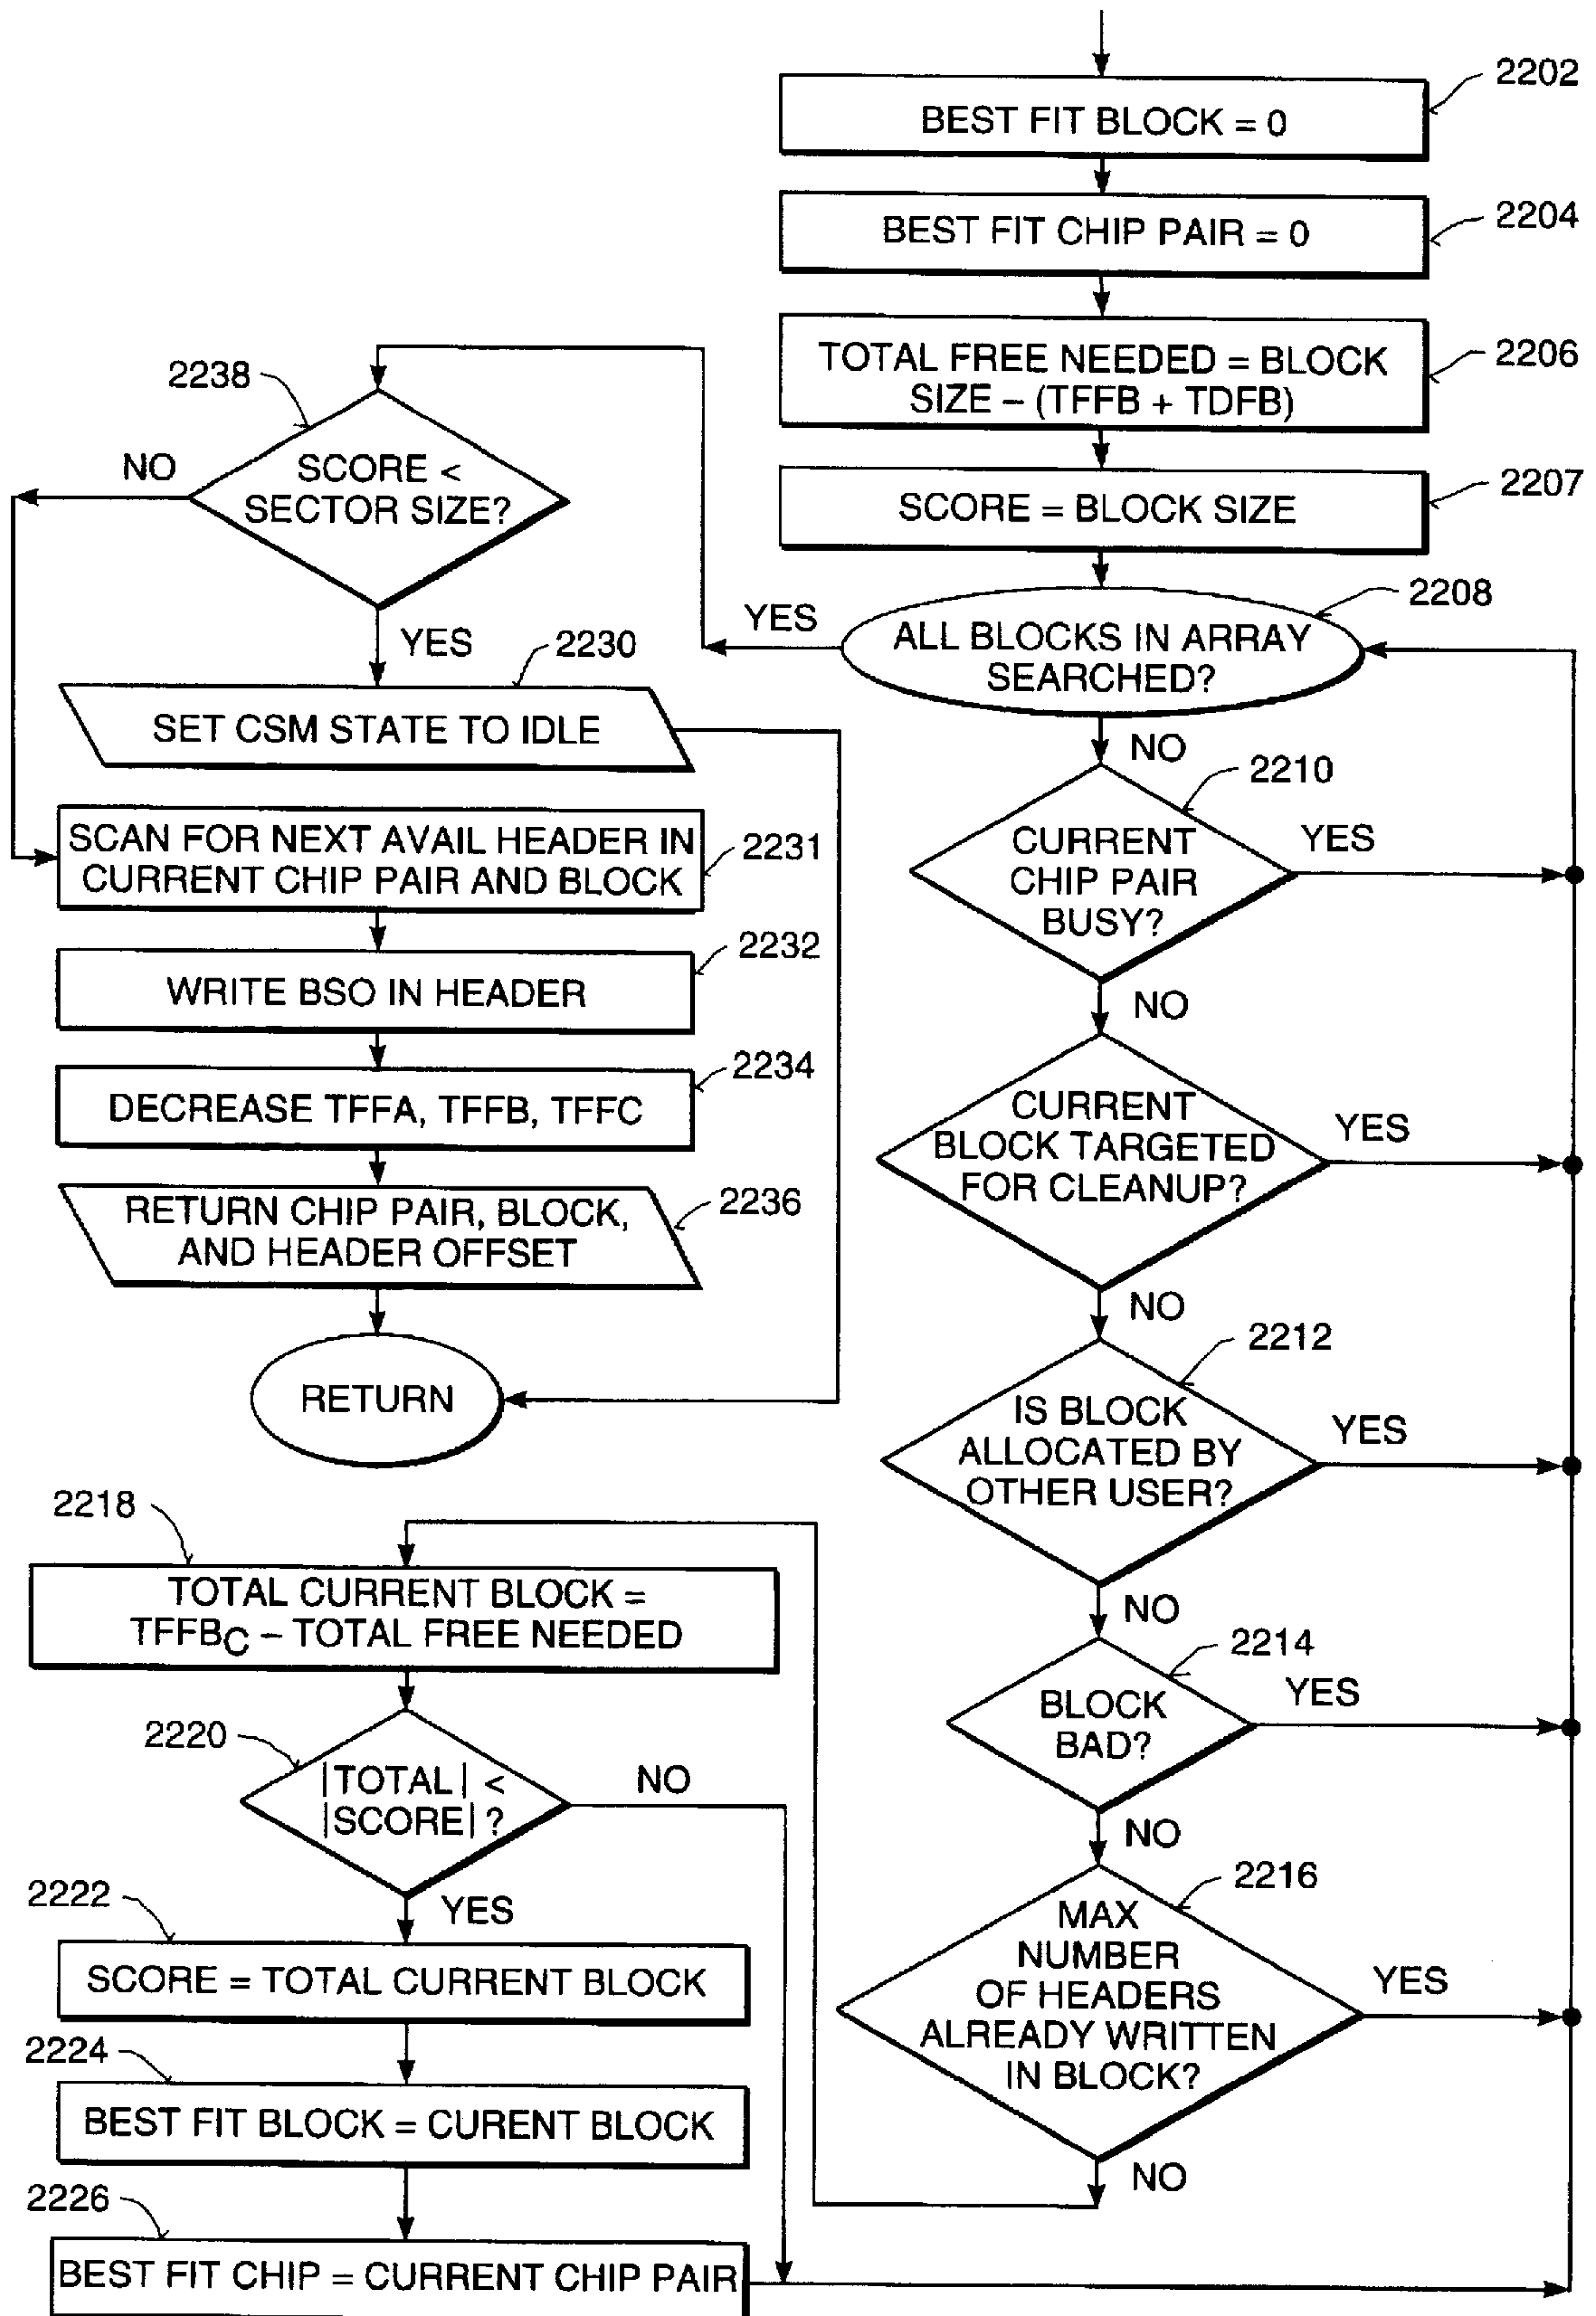 2202
BEST FIT BLOCK = 0
2204
BEST FIT CHIP PAIR = 0
2206
TOTAL FREE NEEDED = BLOCK
SIZE – (TFFB + TDFB)
2207
SCORE = BLOCK SIZE
2208
ALL BLOCKS IN ARRAY
SEARCHED?
YES
NO
2210
CURRENT
CHIP PAIR
BUSY?
YES
NO
CURRENT
BLOCK TARGETED
FOR CLEANUP?
YES
NO
2212
IS BLOCK
ALLOCATED BY
OTHER USER?
YES
NO
2214
BLOCK
BAD?
YES
NO
2216
MAX
NUMBER
OF HEADERS
ALREADY WRITTEN
IN BLOCK?
YES
NO
2238
SCORE <
SECTOR SIZE?
NO
YES
2230
SET CSM STATE TO IDLE
2231
SCAN FOR NEXT AVAIL HEADER IN
CURRENT CHIP PAIR AND BLOCK
2232
WRITE BSO IN HEADER
2234
DECREASE TFFA, TFFB, TFFC
2236
RETURN CHIP PAIR, BLOCK,
AND HEADER OFFSET
RETURN
2218
TOTAL CURRENT BLOCK =
TFFBC – TOTAL FREE NEEDED
2220
|TOTAL| <
|SCORE| ?
NO
YES
2222
SCORE = TOTAL CURRENT BLOCK
2224
BEST FIT BLOCK = CURENT BLOCK
2226
BEST FIT CHIP = CURRENT CHIP PAIR